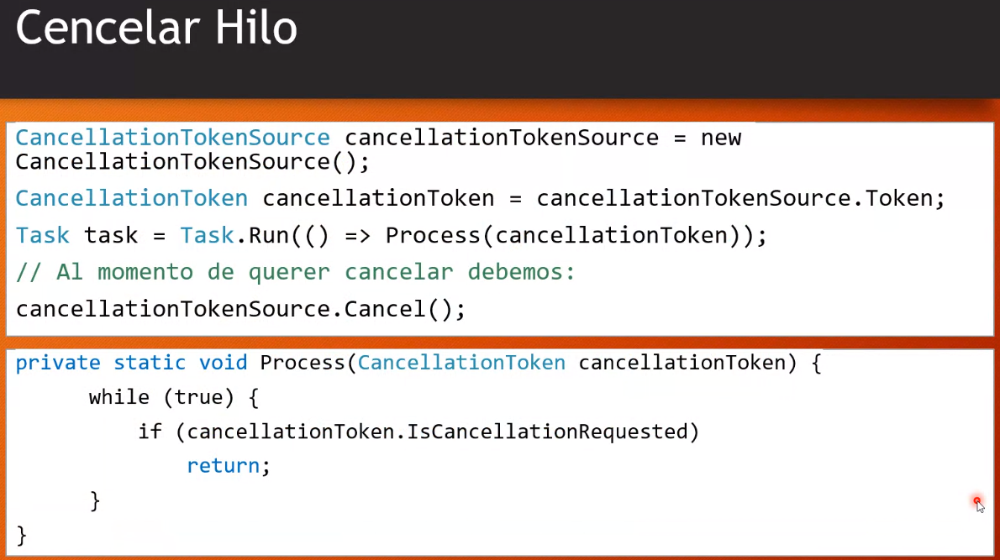 Cencelar Hilo
CancellationTokenSource cancellationTokenSource = new
CancellationTokenSource();
CancellationToken cancellationToken = cancellationTokenSource.Token;
Task task = Task.Run(() => Process(cancellationToken));
// Al momento de querer cancelar debemos:
cancellationTokenSource.Cancel();
private static void Process(CancellationToken cancellationToken) {
while (true) {
if (cancellationToken.IsCancellationRequested)
return;
}
}